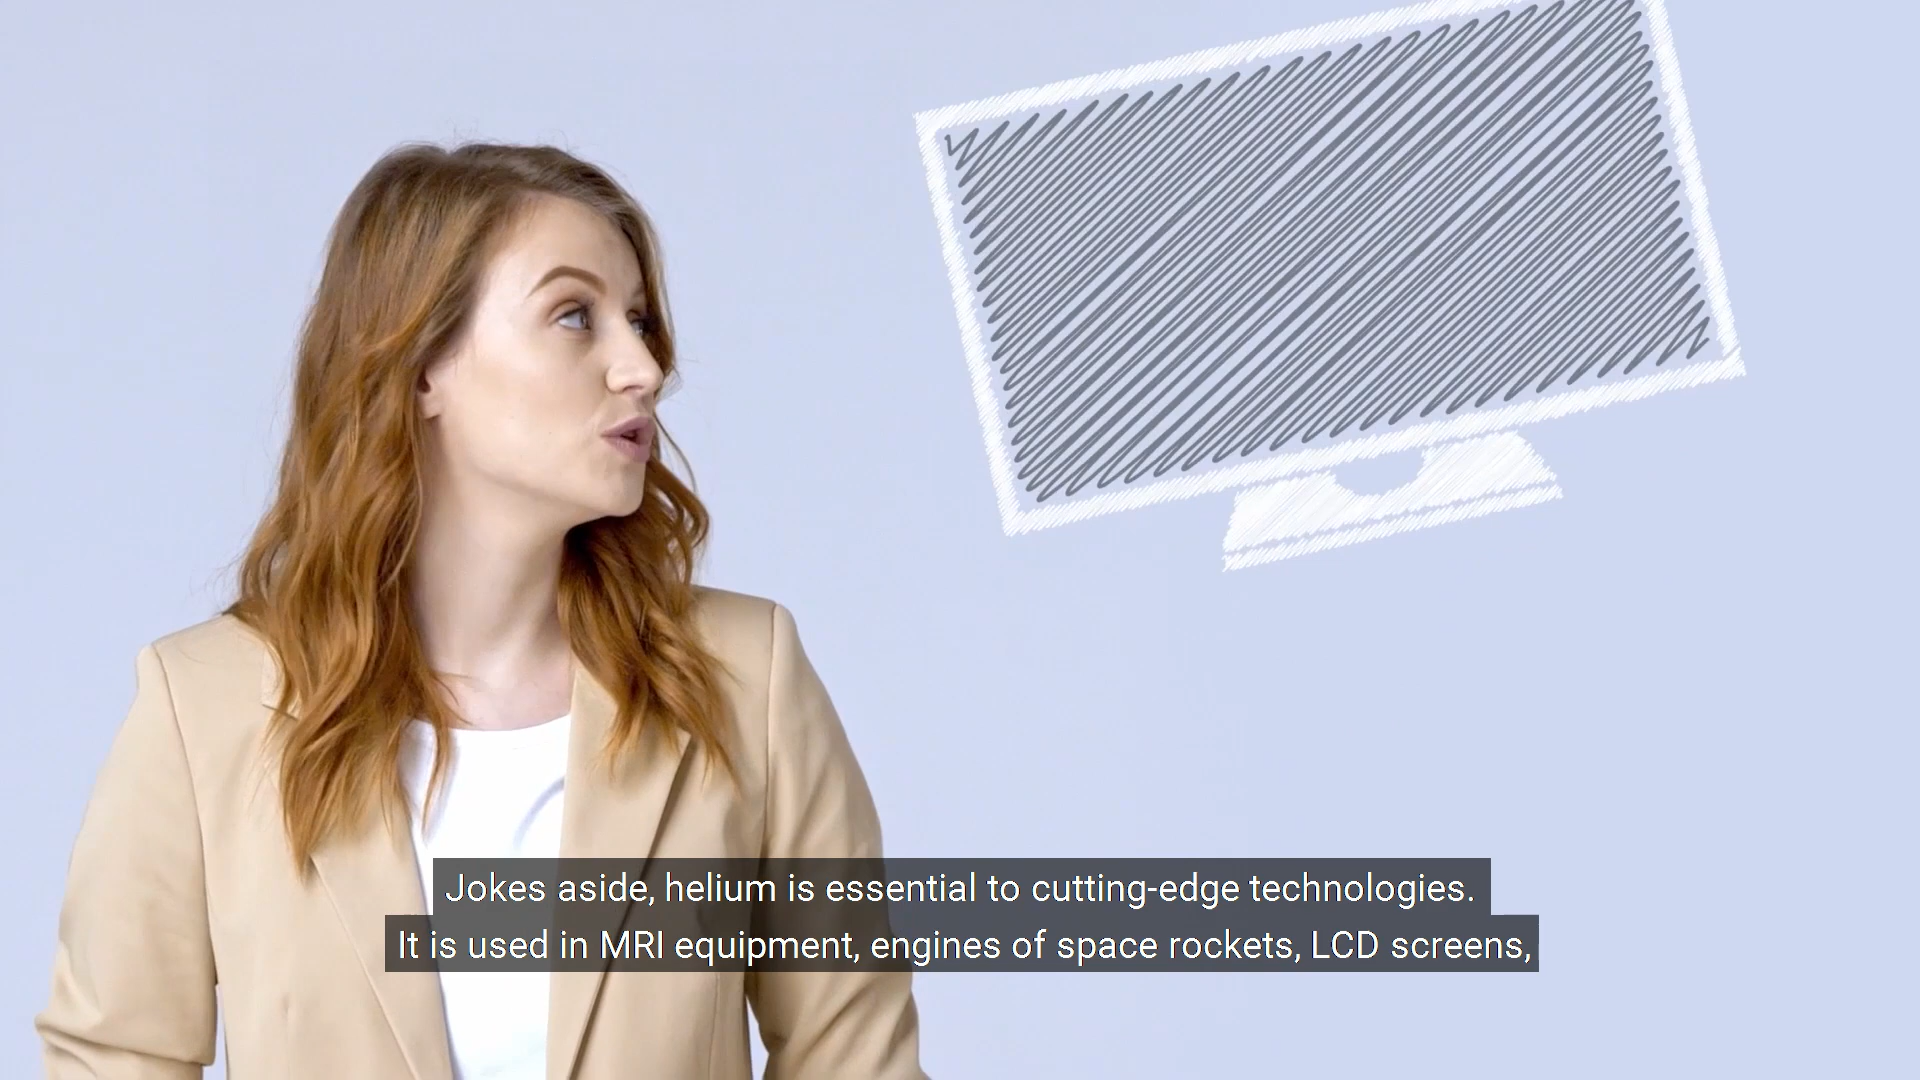 Jokes aside, helium is essential to cutting-edge technologies.
It is used in MRI equipment, engines of space rockets, LCD screens,